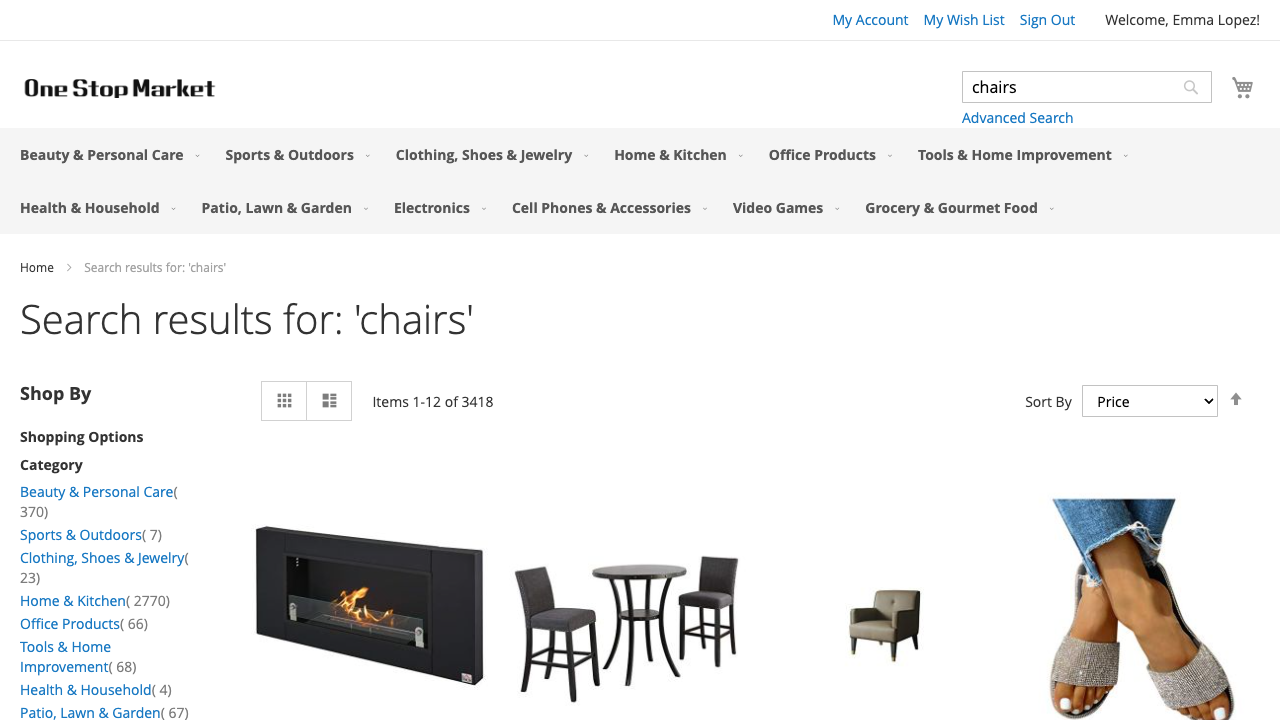 My Account My Wish List Sign Out Welcome, Emma Lopez!
One Stop Market
chairs
Advanced Search
Beauty & Personal Care Sports & Outdoors Clothing, Shoes & Jewelry Home & Kitchen Office Products Tools & Home Improvement
Health & Household Patio, Lawn & Garden Electronics Cell Phones & Accessories Video Games Grocery & Gourmet Food
Home Search results for: 'chairs'
Search results for: 'chairs'
Shop By
Items 1-12 of 3418
Sort By Price
Shopping Options
Category
Beauty & Personal Care( 
370)
Sports & Outdoors( 7)
Clothing, Shoes & Jewelry( 
23)
Home & Kitchen( 2770)
Office Products( 66)
Tools & Home
Improvement( 68)
Health & Household( 4)
Patio, Lawn & Garden( 67)